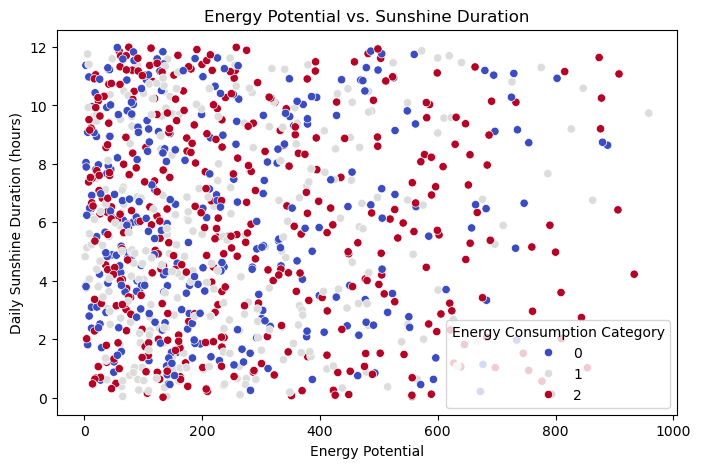 Energy Potential vs. Sunshine Duration
Daily Sunshine Duration (hours)
12
10
8
6
4
2
0
Energy Consumption Category
0
1
2
0 200 400 600 800 1000
Energy Potential